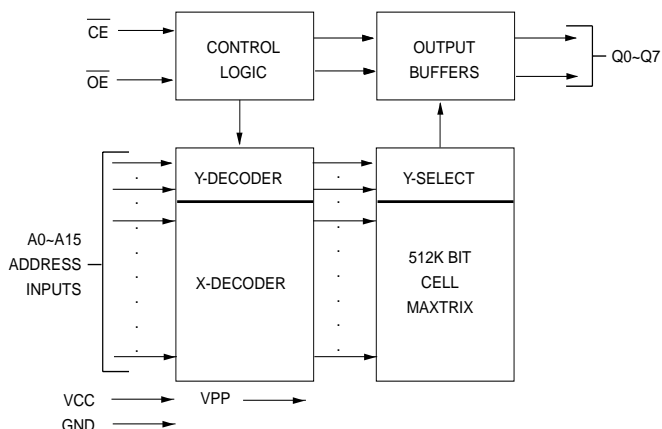 CE
CONTROL
LOGIC
OUTPUT
BUFFERS
Q0~Q7
OE
Y-DECODER
Y-SELECT
A0~A15
ADDRESS
INPUTS
X-DECODER
512K BIT
CELL
MAXTRIX
VCC
VPP
GND